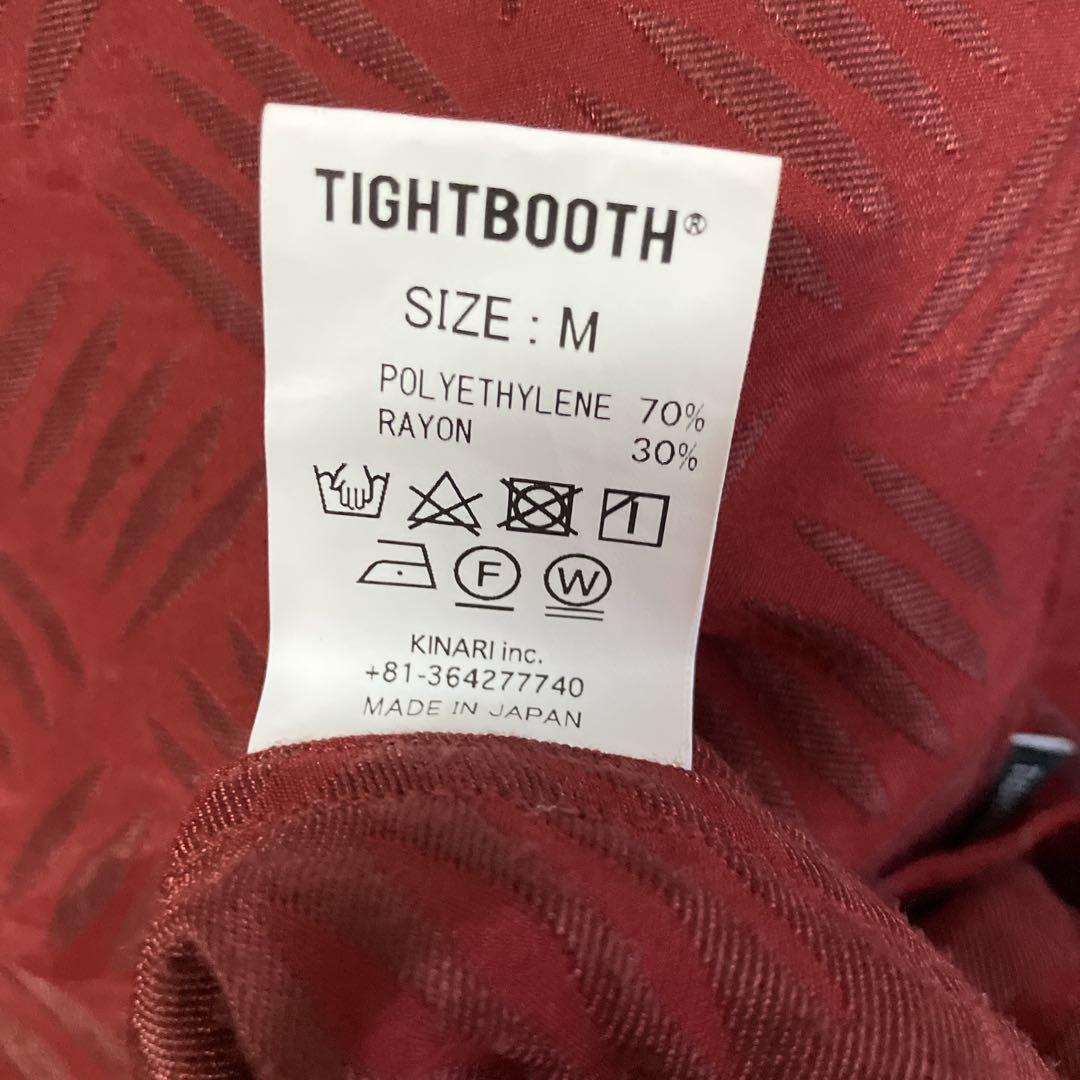 TIGHTBOOTH®
SIZE : M
POLYETHYLENE 70%
RAYON 30%
F W
KINARI inc.
+81-364277740
MADE IN JAPAN